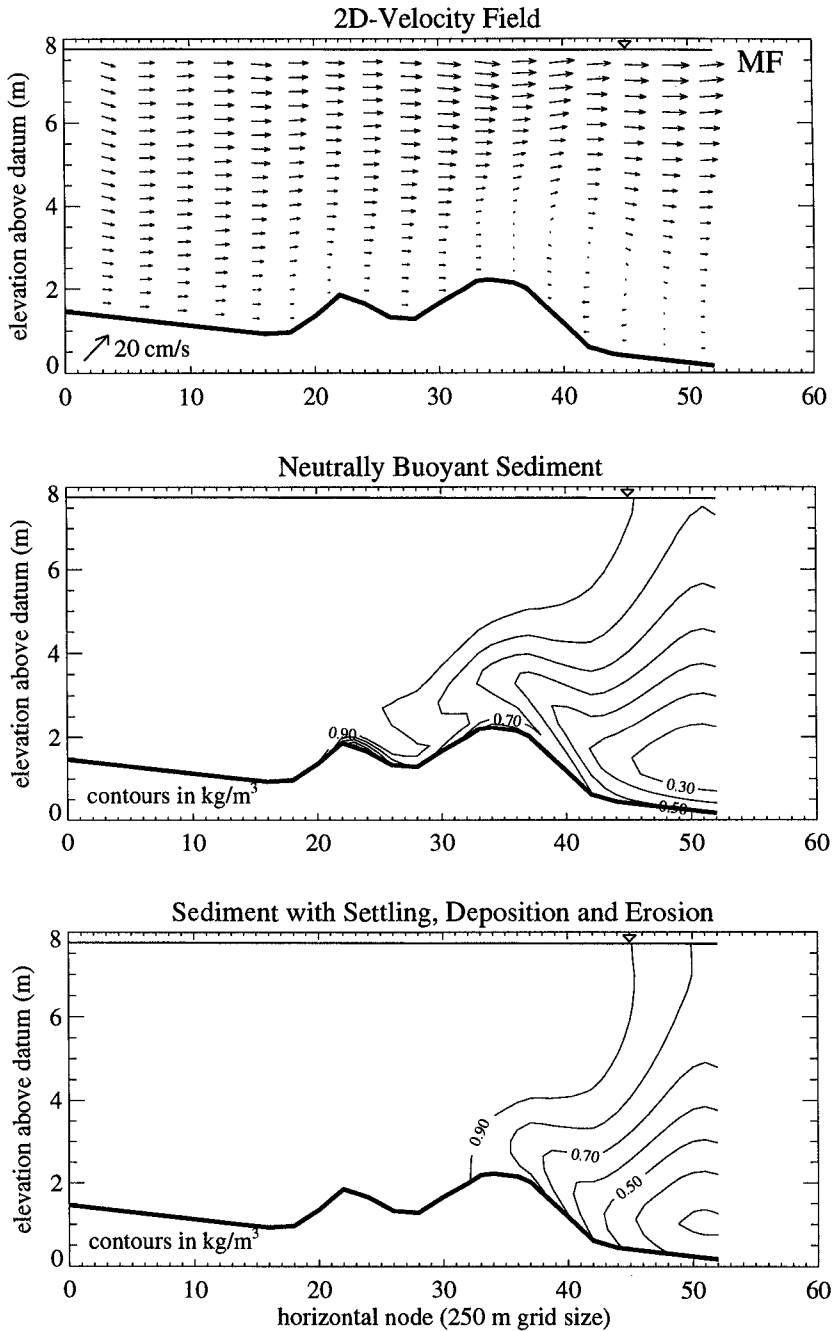 2D-Velocity Field
8
6
4
2
0
elevation above datum (m)
MF
20 cm/s
0 10 20 30 40 50 60
Neutrally Buoyant Sediment
8
6
4
2
0
elevation above datum (m)
0.90
0.70
0.30
0.50
contours in kg/m³
0 10 20 30 40 50 60
Sediment with Settling, Deposition and Erosion
8
6
4
2
0
elevation above datum (m)
0.90
0.70
0.50
contours in kg/m³
0 10 20 30 40 50 60
horizontal node (250 m grid size)